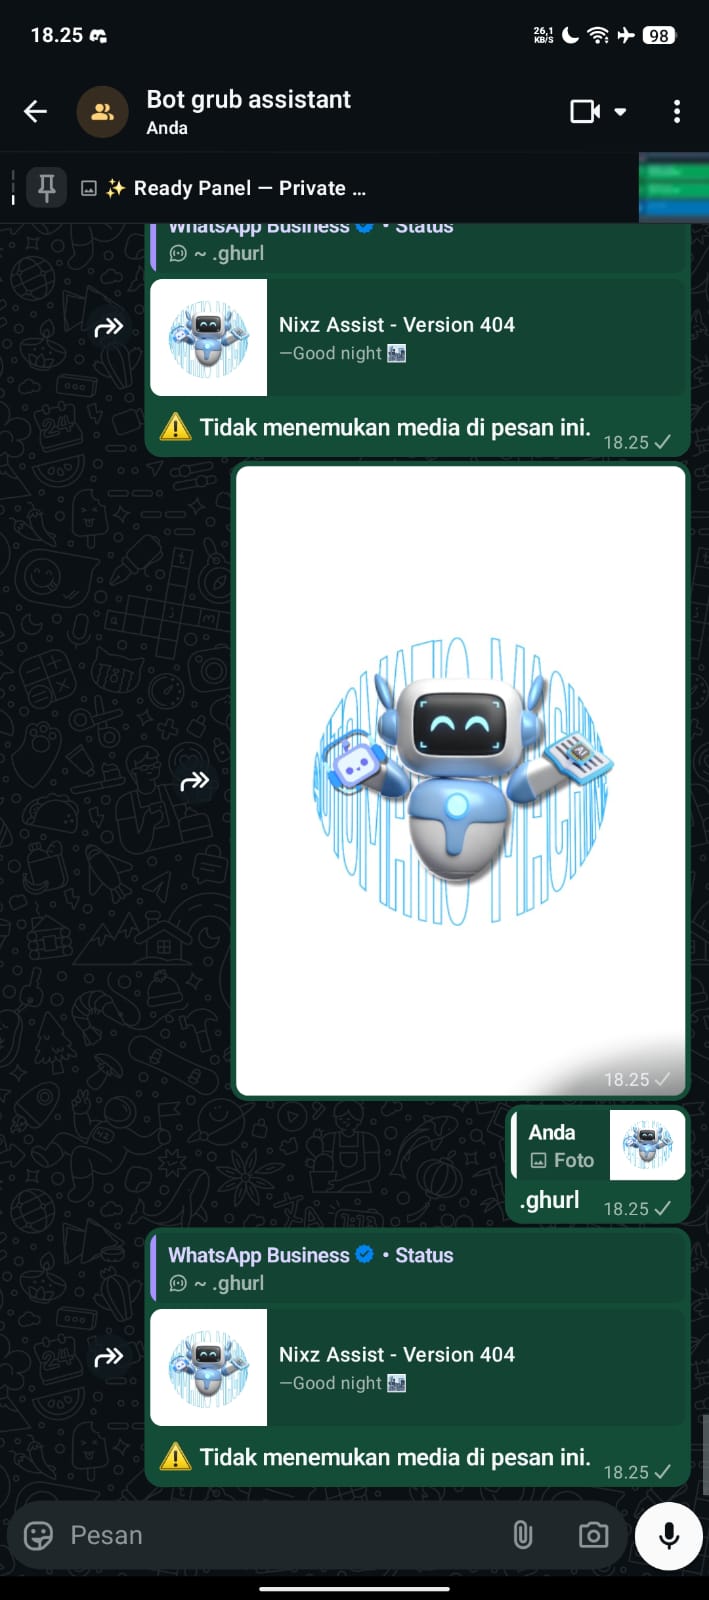 18.25
26,1
KB/S
98
Bot grub assistant
Anda
✨ Ready Panel — Private ...
WhatsApp Business • Status
~ .ghurl
Nixz Assist - Version 404
—Good night 🏙️
⚠️ Tidak menemukan media di pesan ini.
18.25
AI
18.25
Anda
Foto
.ghurl
18.25
WhatsApp Business • Status
~ .ghurl
Nixz Assist - Version 404
—Good night 🏙️
⚠️ Tidak menemukan media di pesan ini.
18.25
Pesan